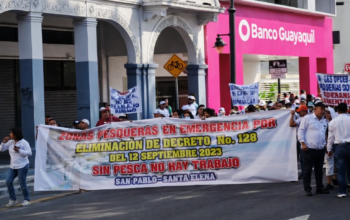 Banco Guayaquil
ZONAS PESQUERAS EN EMERGENCIA POR
ELIMINACIÓN DE DECRETO No. 128
DEL 12 SEPTIEMBRE 2023
SIN PESCA NO HAY TRABAJO
SAN PABLO-SANTA ELENA